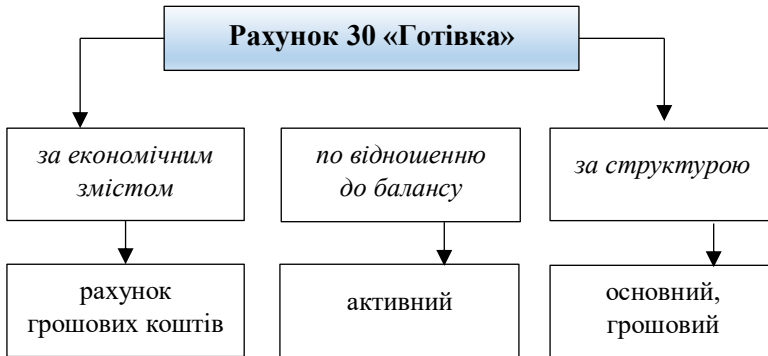 Рахунок 30 «Готівка»
за економічним
змістом
по відношенню
до балансу
за структурою
рахунок
грошових коштів
активний
основний,
грошовий